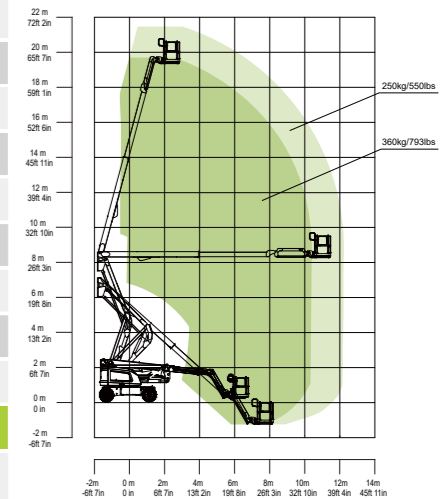 22 m
72ft 2in
20 m
65ft 7in
18 m
59ft 1in
250kg/550lbs
16 m
52ft 6in
360kg/793lbs
14 m
45ft 11in
12 m
39ft 4in
10 m
32ft 10in
8 m
26ft 3in
6 m
19ft 8in
4 m
13ft 2in
2 m
6ft 7in
0 m
0 in
-2 m
-6ft 7in
-2m 0 m 2m 4m 6m 8m 10m 12m 14m
-6ft 7in 0 in 6ft 7in 13ft 2in 19ft 8in 26ft 3in 32ft 10in 39ft 4in 45ft 11in